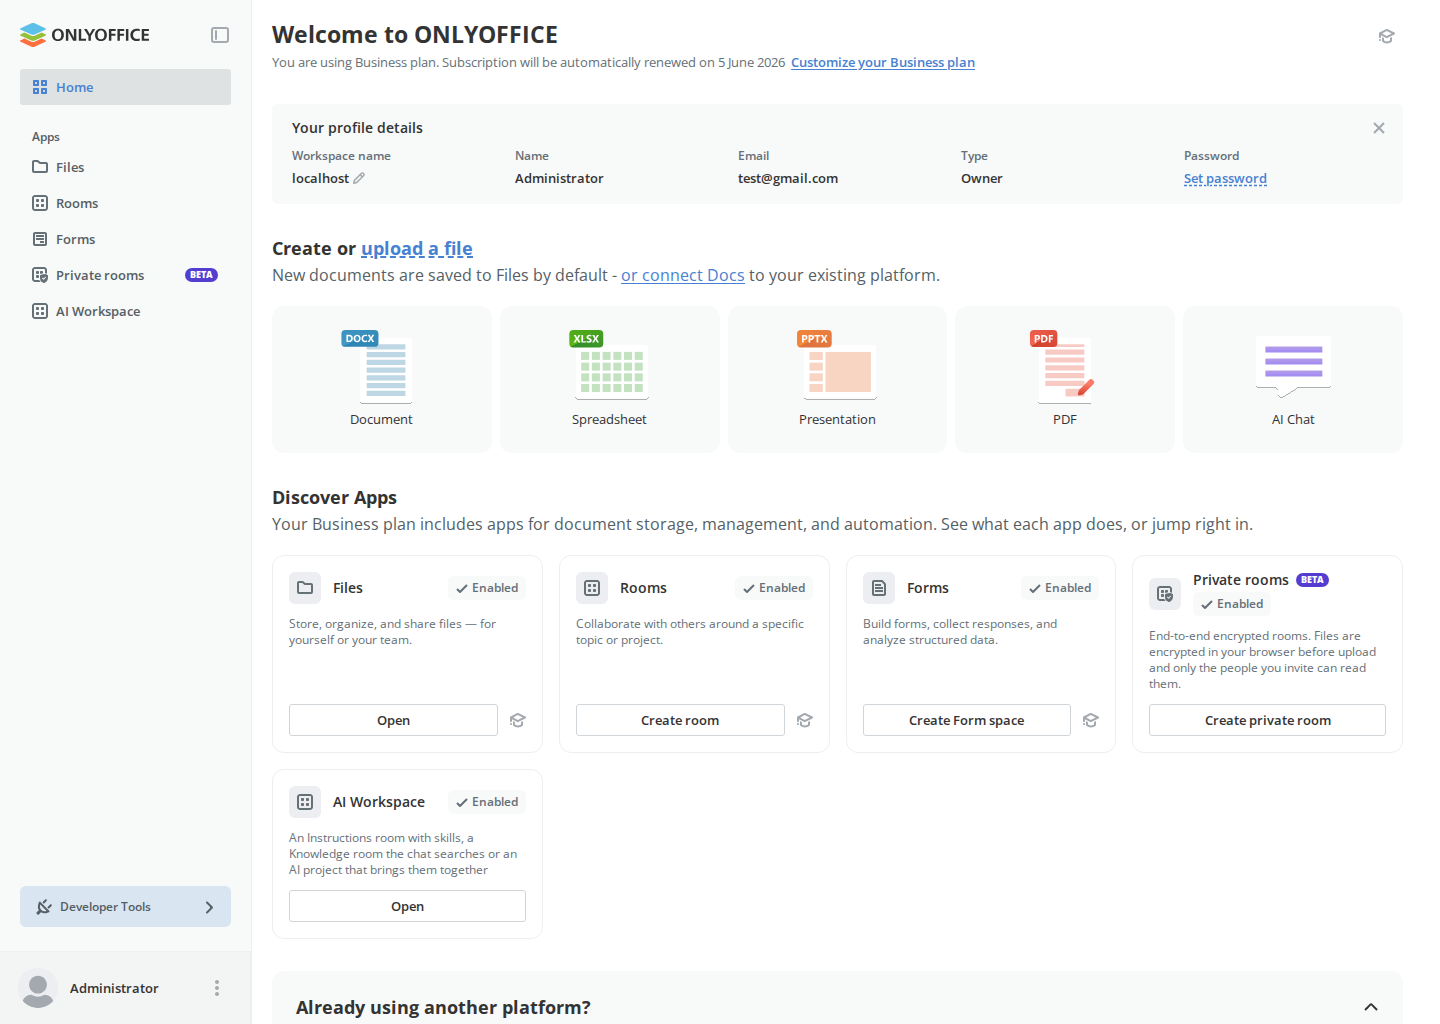 ONLYOFFICE
Home
Apps
Files
Rooms
Forms
Private rooms BETA
AI Workspace
Developer Tools
Administrator
Welcome to ONLYOFFICE
You are using Business plan. Subscription will be automatically renewed on 5 June 2026 Customize your Business plan
Your profile details
Workspace name Name Email Type Password
localhost Administrator test@gmail.com Owner Set password
Create or upload a file
New documents are saved to Files by default - or connect Docs to your existing platform.
DOCX XLSX PPTX PDF
Document Spreadsheet Presentation PDF AI Chat
Discover Apps
Your Business plan includes apps for document storage, management, and automation. See what each app does, or jump right in.
Files Enabled
Store, organize, and share files — for
yourself or your team.
Open
Rooms Enabled
Collaborate with others around a specific
topic or project.
Create room
Forms Enabled
Build forms, collect responses, and
analyze structured data.
Create Form space
Private rooms BETA
Enabled
End-to-end encrypted rooms. Files are
encrypted in your browser before upload
and only the people you invite can read
them.
Create private room
AI Workspace Enabled
An Instructions room with skills, a
Knowledge room the chat searches or an
AI project that brings them together
Open
Already using another platform?